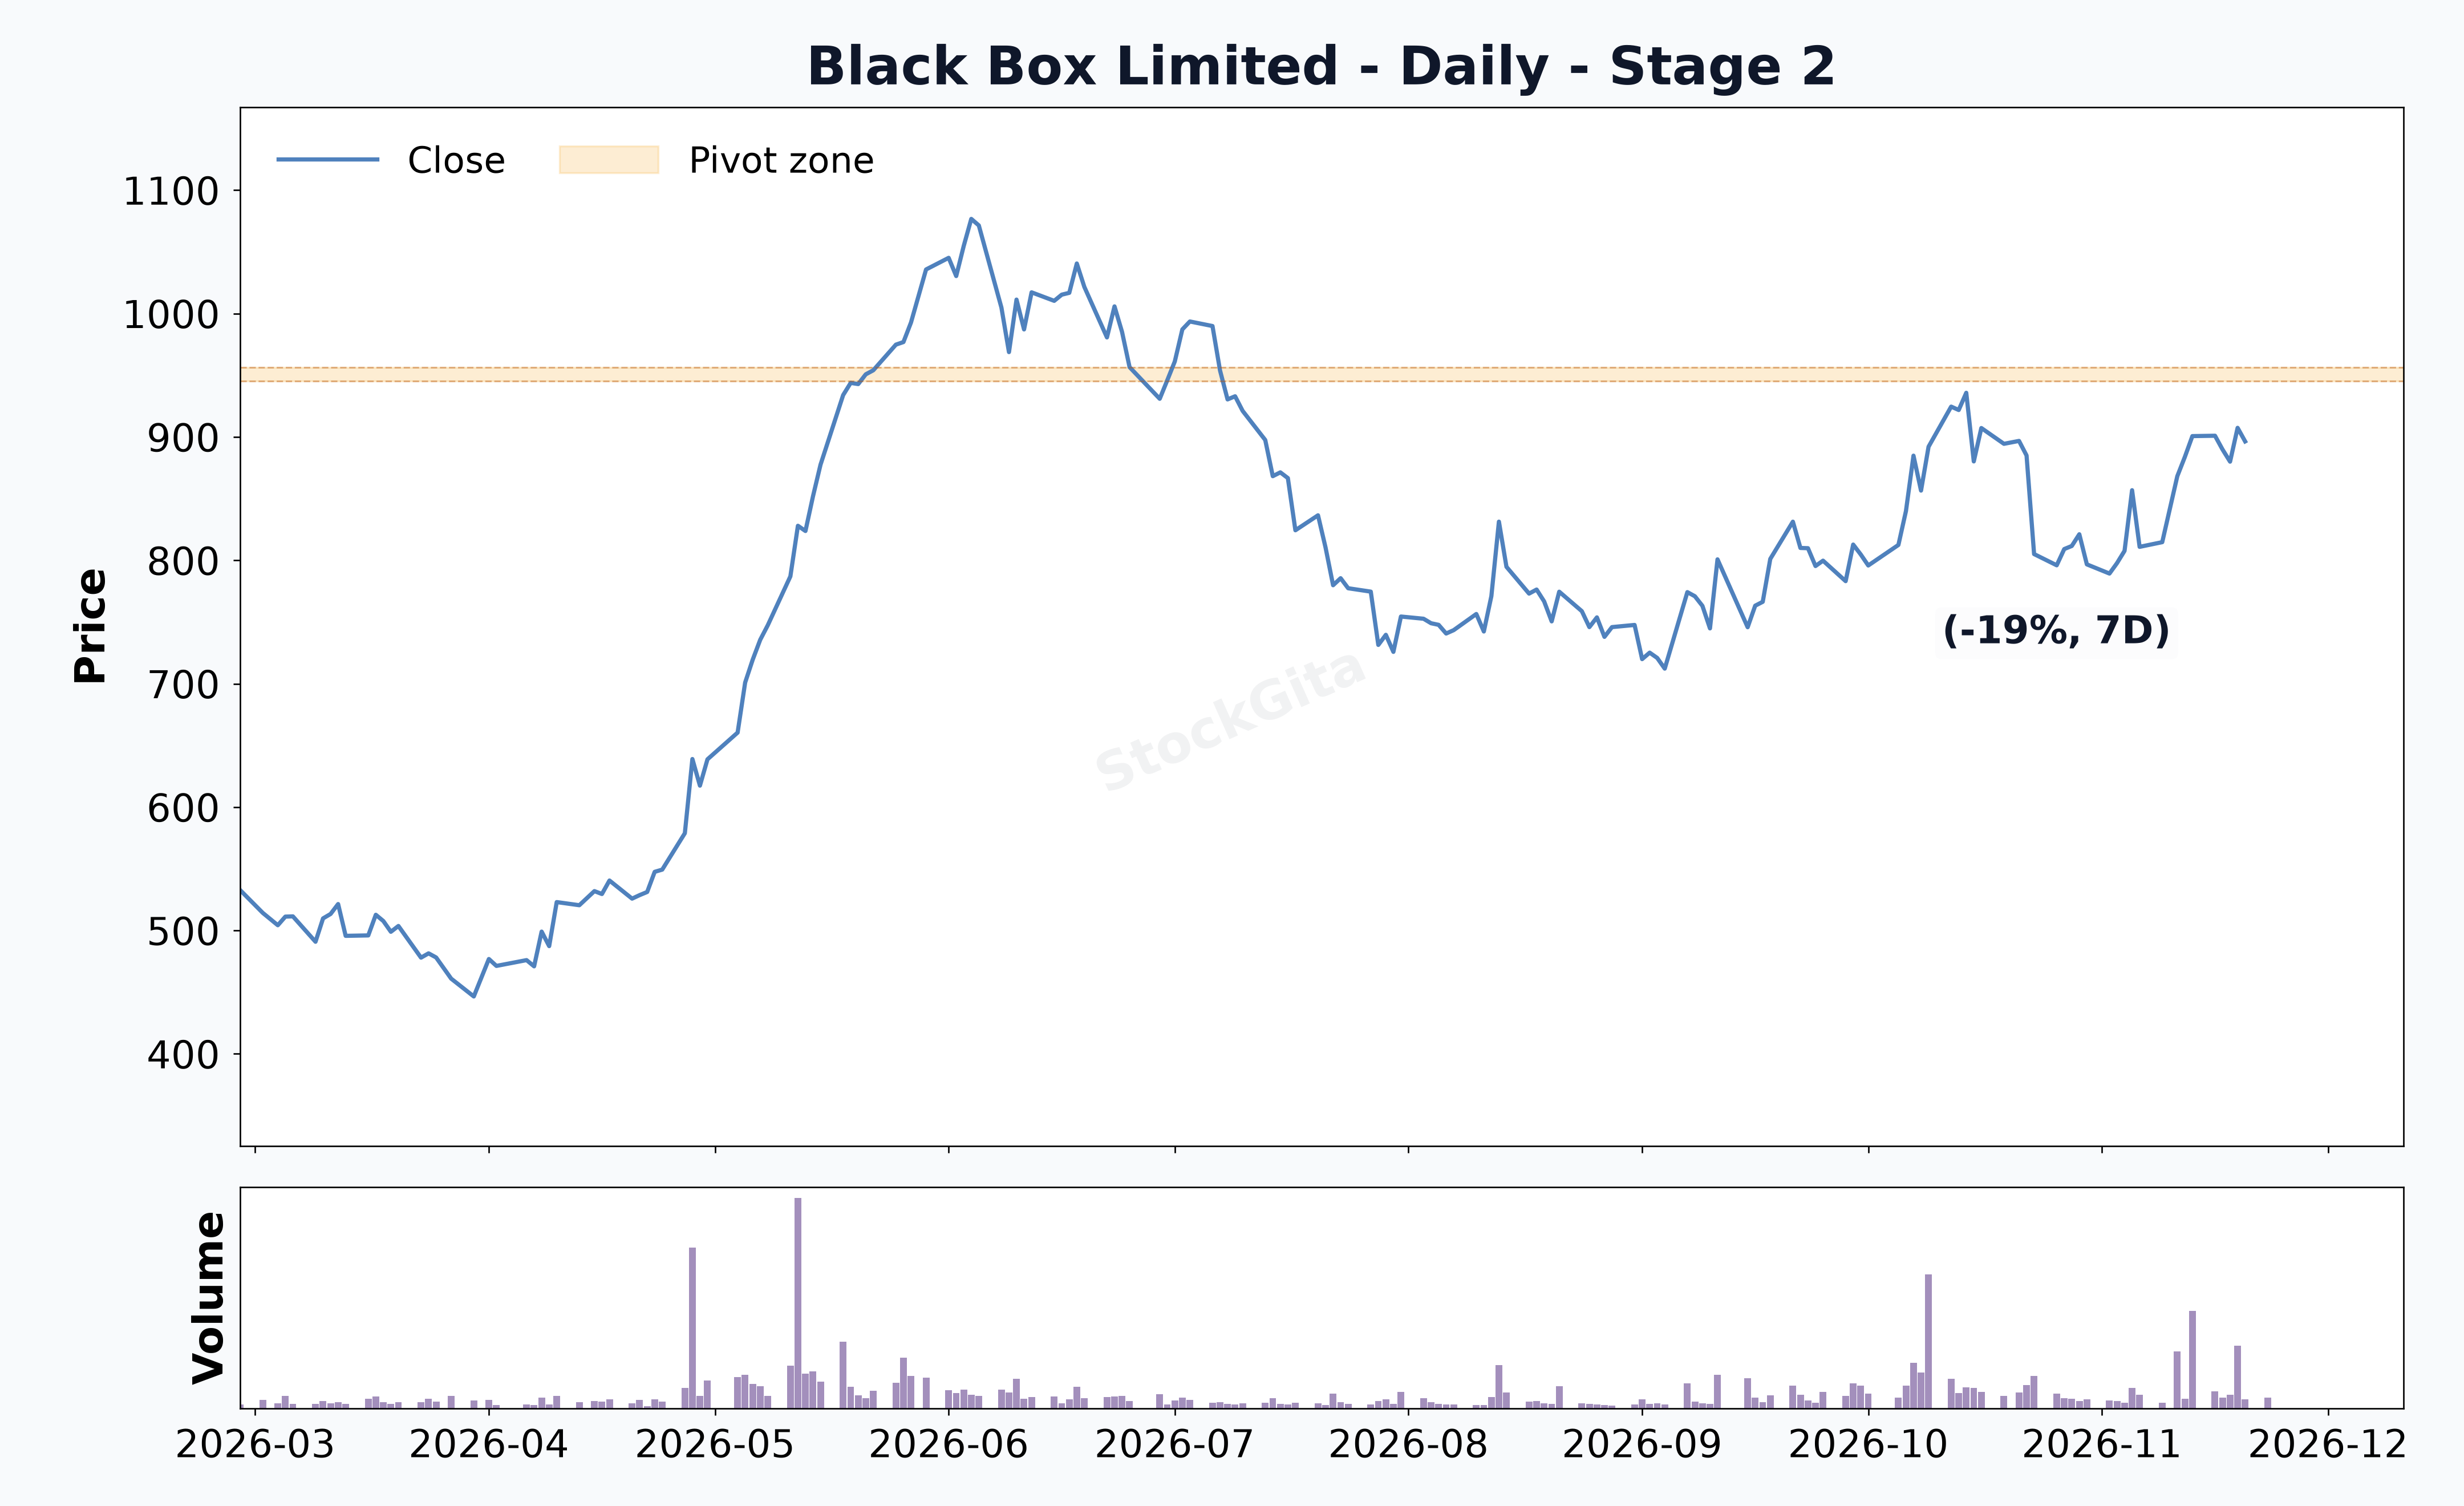 Black Box Limited - Daily - Stage 2
Close
Pivot zone
1100
1000
900
800
700
600
500
400
Price
(-19%, 7D)
StockGita
Volume
2026-03
2026-04
2026-05
2026-06
2026-07
2026-08
2026-09
2026-10
2026-11
2026-12